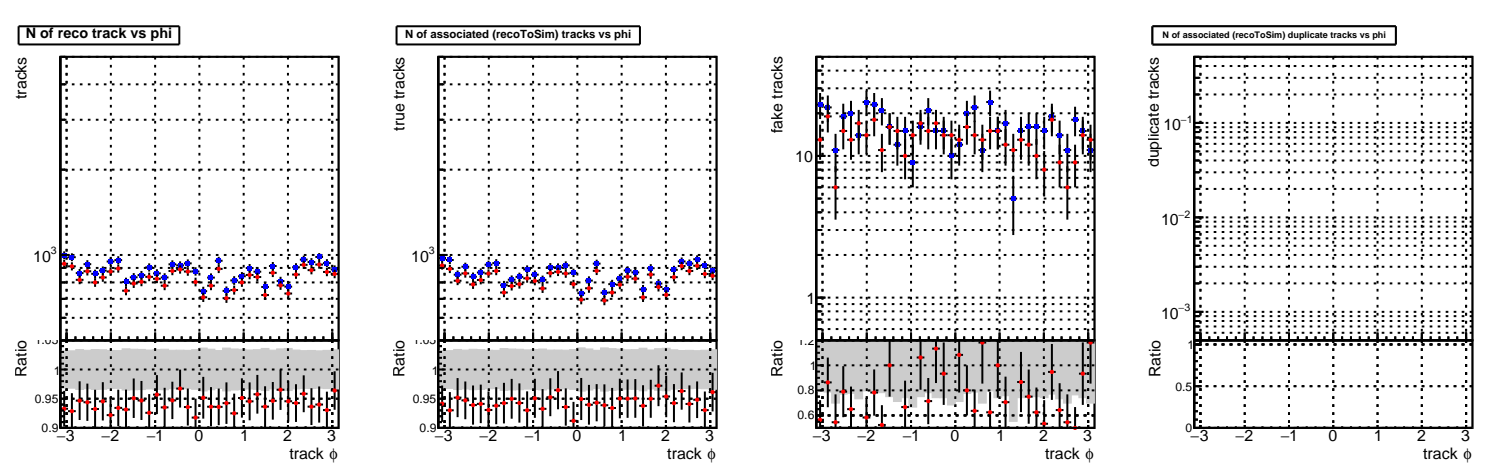 N of reco track vs phi
tracks
10³
Ratio
1.05
1
0.95
0.9
−3 −2 −1 0 1 2 3
track ϕ
N of associated (recoToSim) tracks vs phi
true tracks
10³
Ratio
1.05
1
0.95
0.9
−3 −2 −1 0 1 2 3
track ϕ
fake tracks
10
1
Ratio
1.2
1
0.8
0.6
−3 −2 −1 0 1 2 3
track ϕ
N of associated (recoToSim) duplicate tracks vs phi
duplicate tracks
10⁻¹
10⁻²
10⁻³
Ratio
1
0.5
0
−3 −2 −1 0 1 2 3
track ϕ